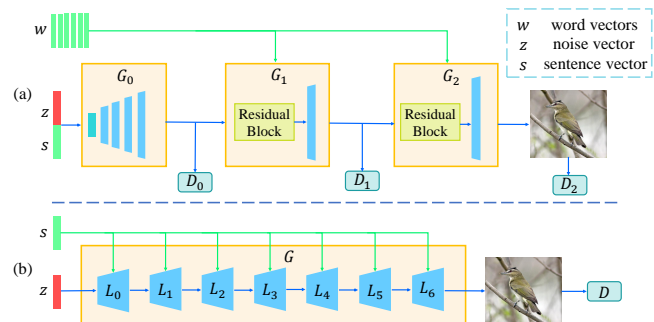 w
w word vectors
z noise vector
s sentence vector
G₀
G₁
G₂
(a)
z
s
Residual
Block
Residual
Block
D₀
D₁
D₂
s
G
(b)
z
L₀
L₁
L₂
L₃
L₄
L₅
L₆
D